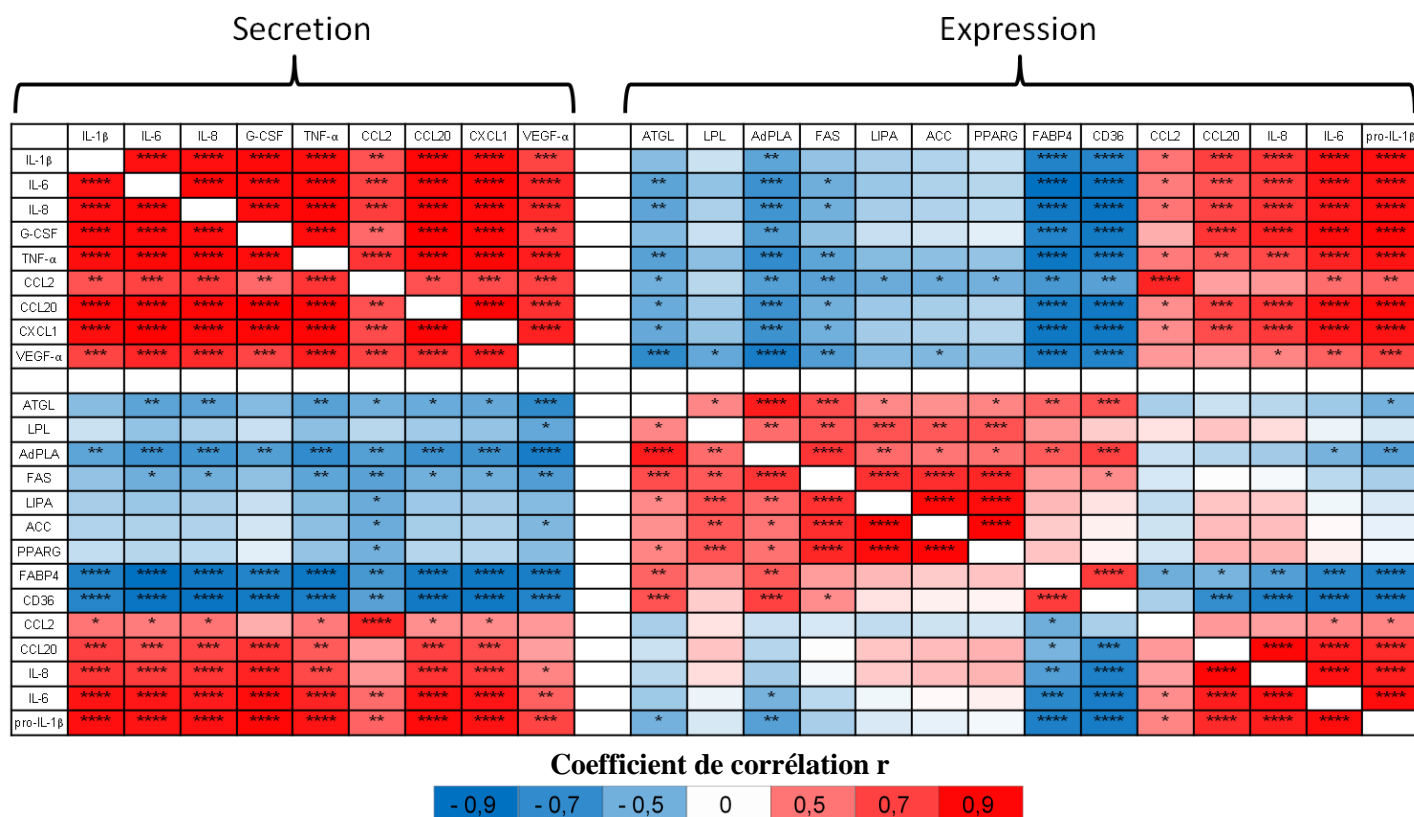 Secretion Expression
IL-1β IL-6 IL-8 G-CSF TNF-α CCL2 CCL20 CXCL1 VEGF-α ATGL LPL AdPLA FAS LIPA ACC PPARG FABP4 CD36 CCL2 CCL20 IL-8 IL-6 pro-IL-1β
IL-1β **** **** **** **** ** **** **** *** ** **** **** * *** **** **** ****
IL-6 **** **** **** **** *** **** **** **** ** *** * **** **** * *** **** **** ****
IL-8 **** **** **** **** *** **** **** **** ** *** * **** **** * *** **** **** ****
G-CSF **** **** **** **** ** **** **** *** ** **** **** **** **** **** ****
TNF-α **** **** **** **** **** **** **** **** ** *** ** **** **** * ** *** **** ****
CCL2 ** *** *** ** **** ** *** *** * ** ** * * * ** ** **** ** **
CCL20 **** **** **** **** **** ** **** **** * *** * **** **** * *** **** **** ****
CXCL1 **** **** **** **** **** *** **** **** * *** * **** **** * *** **** **** ****
VEGF-α *** **** **** *** **** *** **** **** *** * **** ** * **** **** * ** ***
ATGL ** ** ** * * * *** * **** *** * * ** *** *
LPL * * ** ** *** ** ***
AdPLA ** *** *** ** *** ** *** *** **** **** ** **** ** * * ** *** * **
FAS * * ** ** * * ** *** ** **** **** **** **** *
LIPA * * *** ** **** **** ****
ACC * * ** * **** **** ****
PPARG * * *** * **** **** ****
FABP4 **** **** **** **** **** ** **** **** **** ** ** **** * * ** *** ****
CD36 **** **** **** **** **** ** **** **** **** *** *** * **** *** **** **** ****
CCL2 * * * * **** * * * * *
CCL20 *** *** *** **** ** *** *** * *** **** **** ****
IL-8 **** **** **** **** *** **** **** * ** **** **** **** ****
IL-6 **** **** **** **** **** ** **** **** ** * *** **** * **** **** ****
pro-IL-1β **** **** **** **** **** ** **** **** *** * ** **** **** * **** **** ****
Coefficient de corrélation r
- 0,9 - 0,7 - 0,5 0 0,5 0,7 0,9